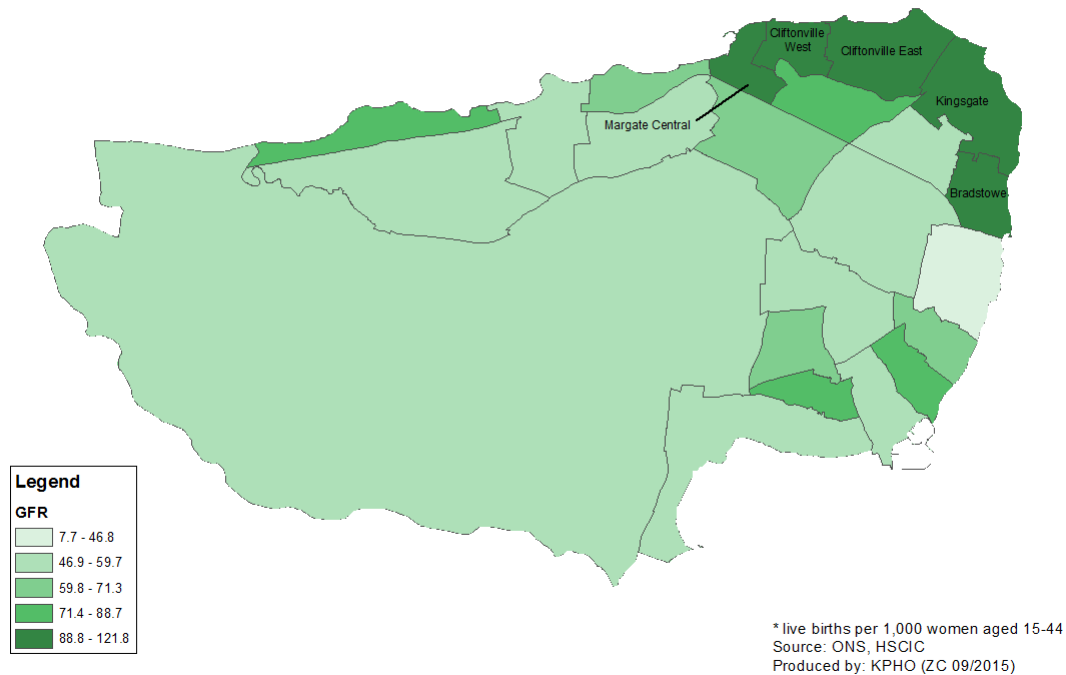 Cliftonville
West
Cliftonville East
Kingsgate
Margate Central
Bradstowe
Legend
GFR
7.7 - 46.8
46.9 - 59.7
59.8 - 71.3
71.4 - 88.7
88.8 - 121.8
* live births per 1,000 women aged 15-44
Source: ONS, HSCIC
Produced by: KPHO (ZC 09/2015)